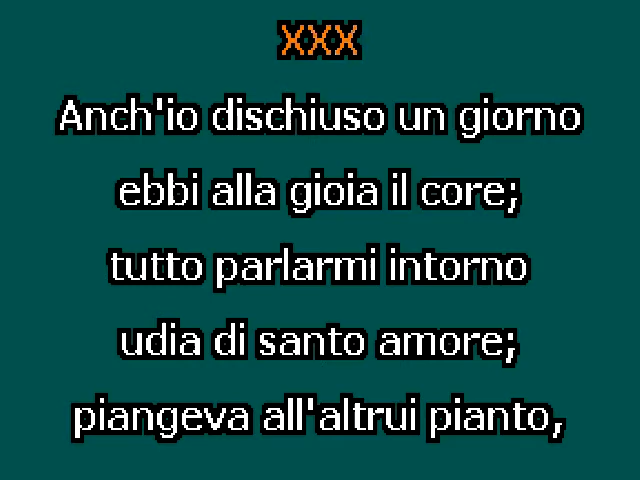 XXX
Anch'io dischiuso un giorno
ebbi alla gioia il core;
tutto parlarmi intorno
udia di santo amore;
piangeva all'altrui pianto,